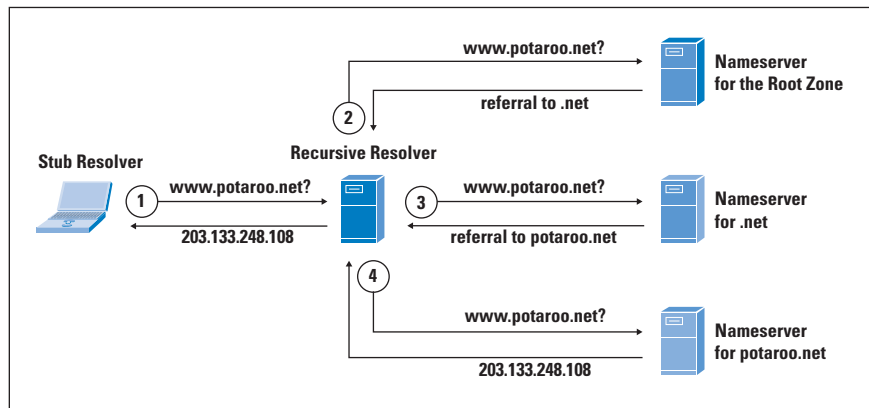 www.potaroo.net?
Nameserver
for the Root Zone
referral to .net
2
Recursive Resolver
Stub Resolver
1
www.potaroo.net?
203.133.248.108
3
www.potaroo.net?
referral to potaroo.net
Nameserver
for .net
4
www.potaroo.net?
203.133.248.108
Nameserver
for potaroo.net